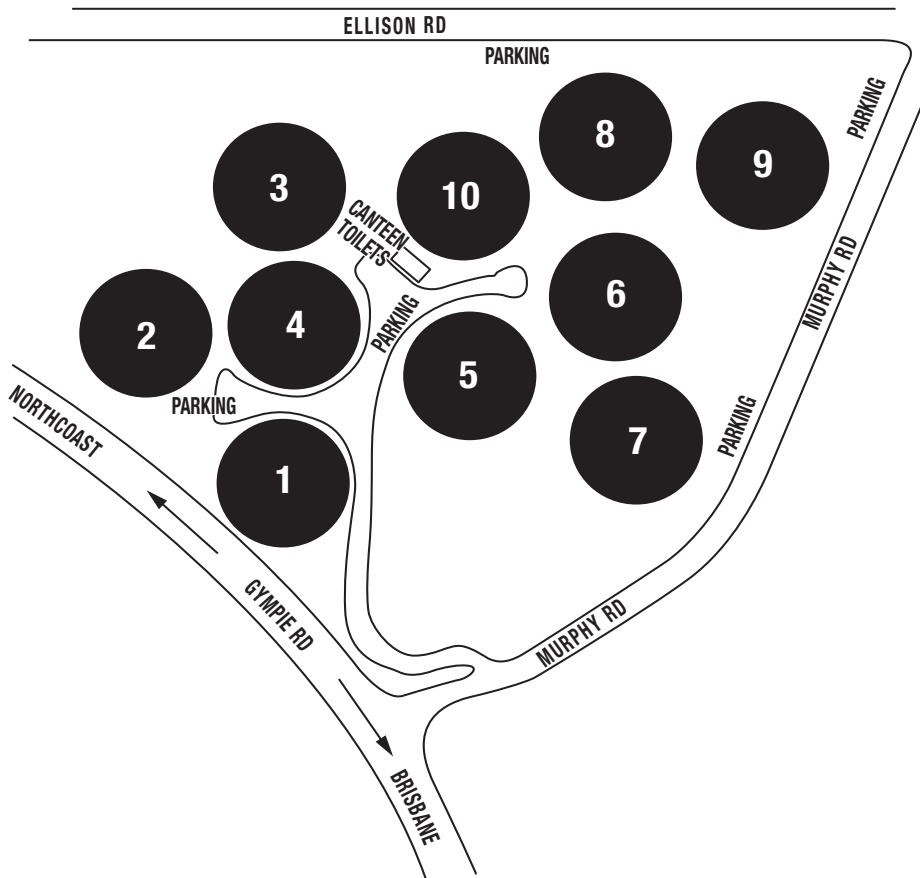 ELLISON RD
PARKING
PARKING
8
9
3
10
CANTEEN
TOILETS
MURPHY RD
6
4
PARKING
2
5
NORTHCOAST
PARKING
PARKING
7
1
GYMPIE RD
MURPHY RD
BRISBANE